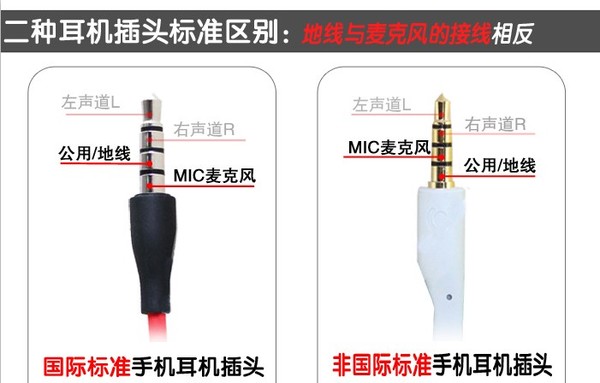 二种耳机插头标准区别：地线与麦克风的接线相反
左声道L
右声道R
公用/地线
MIC麦克风
国际标准手机耳机插头
左声道L
右声道R
MIC麦克风
公用/地线
非国际标准手机耳机插头